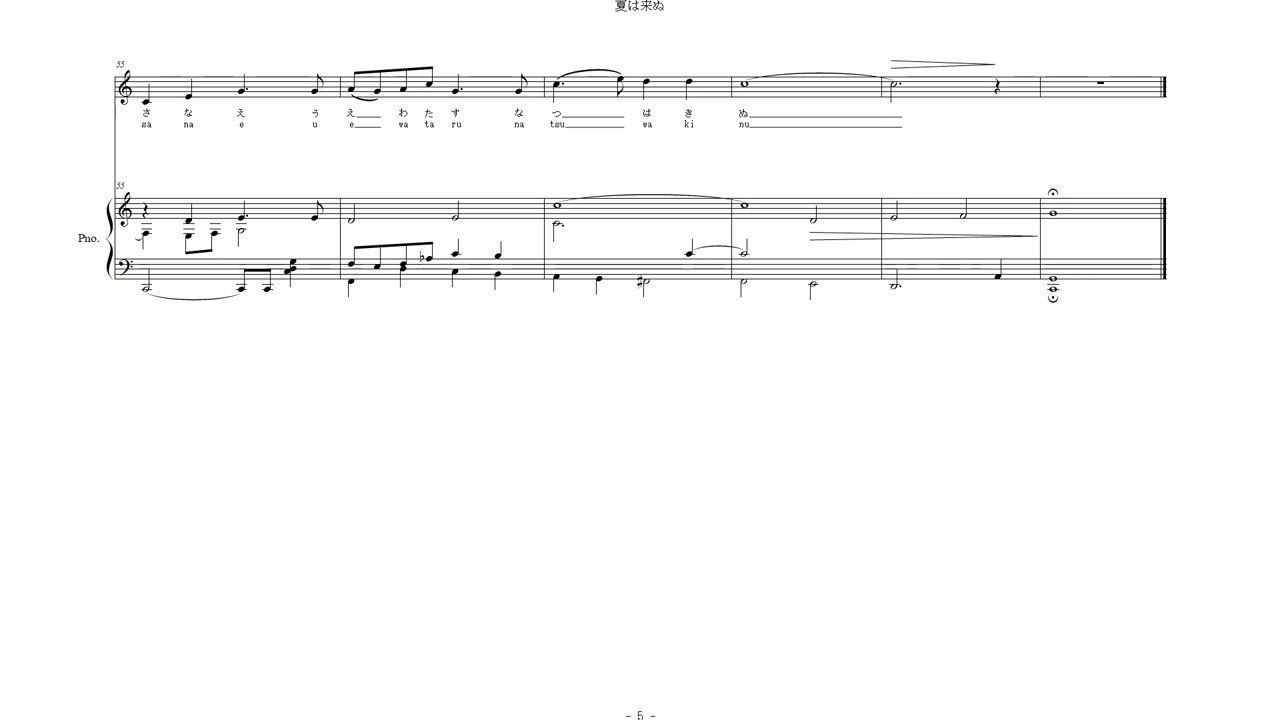 夏は来ぬ
55
さ な え う え わ た す な つ は き ぬ
sa na e u e wa ta ru na tsu wa ki nu
55
Pno.
- 5 -